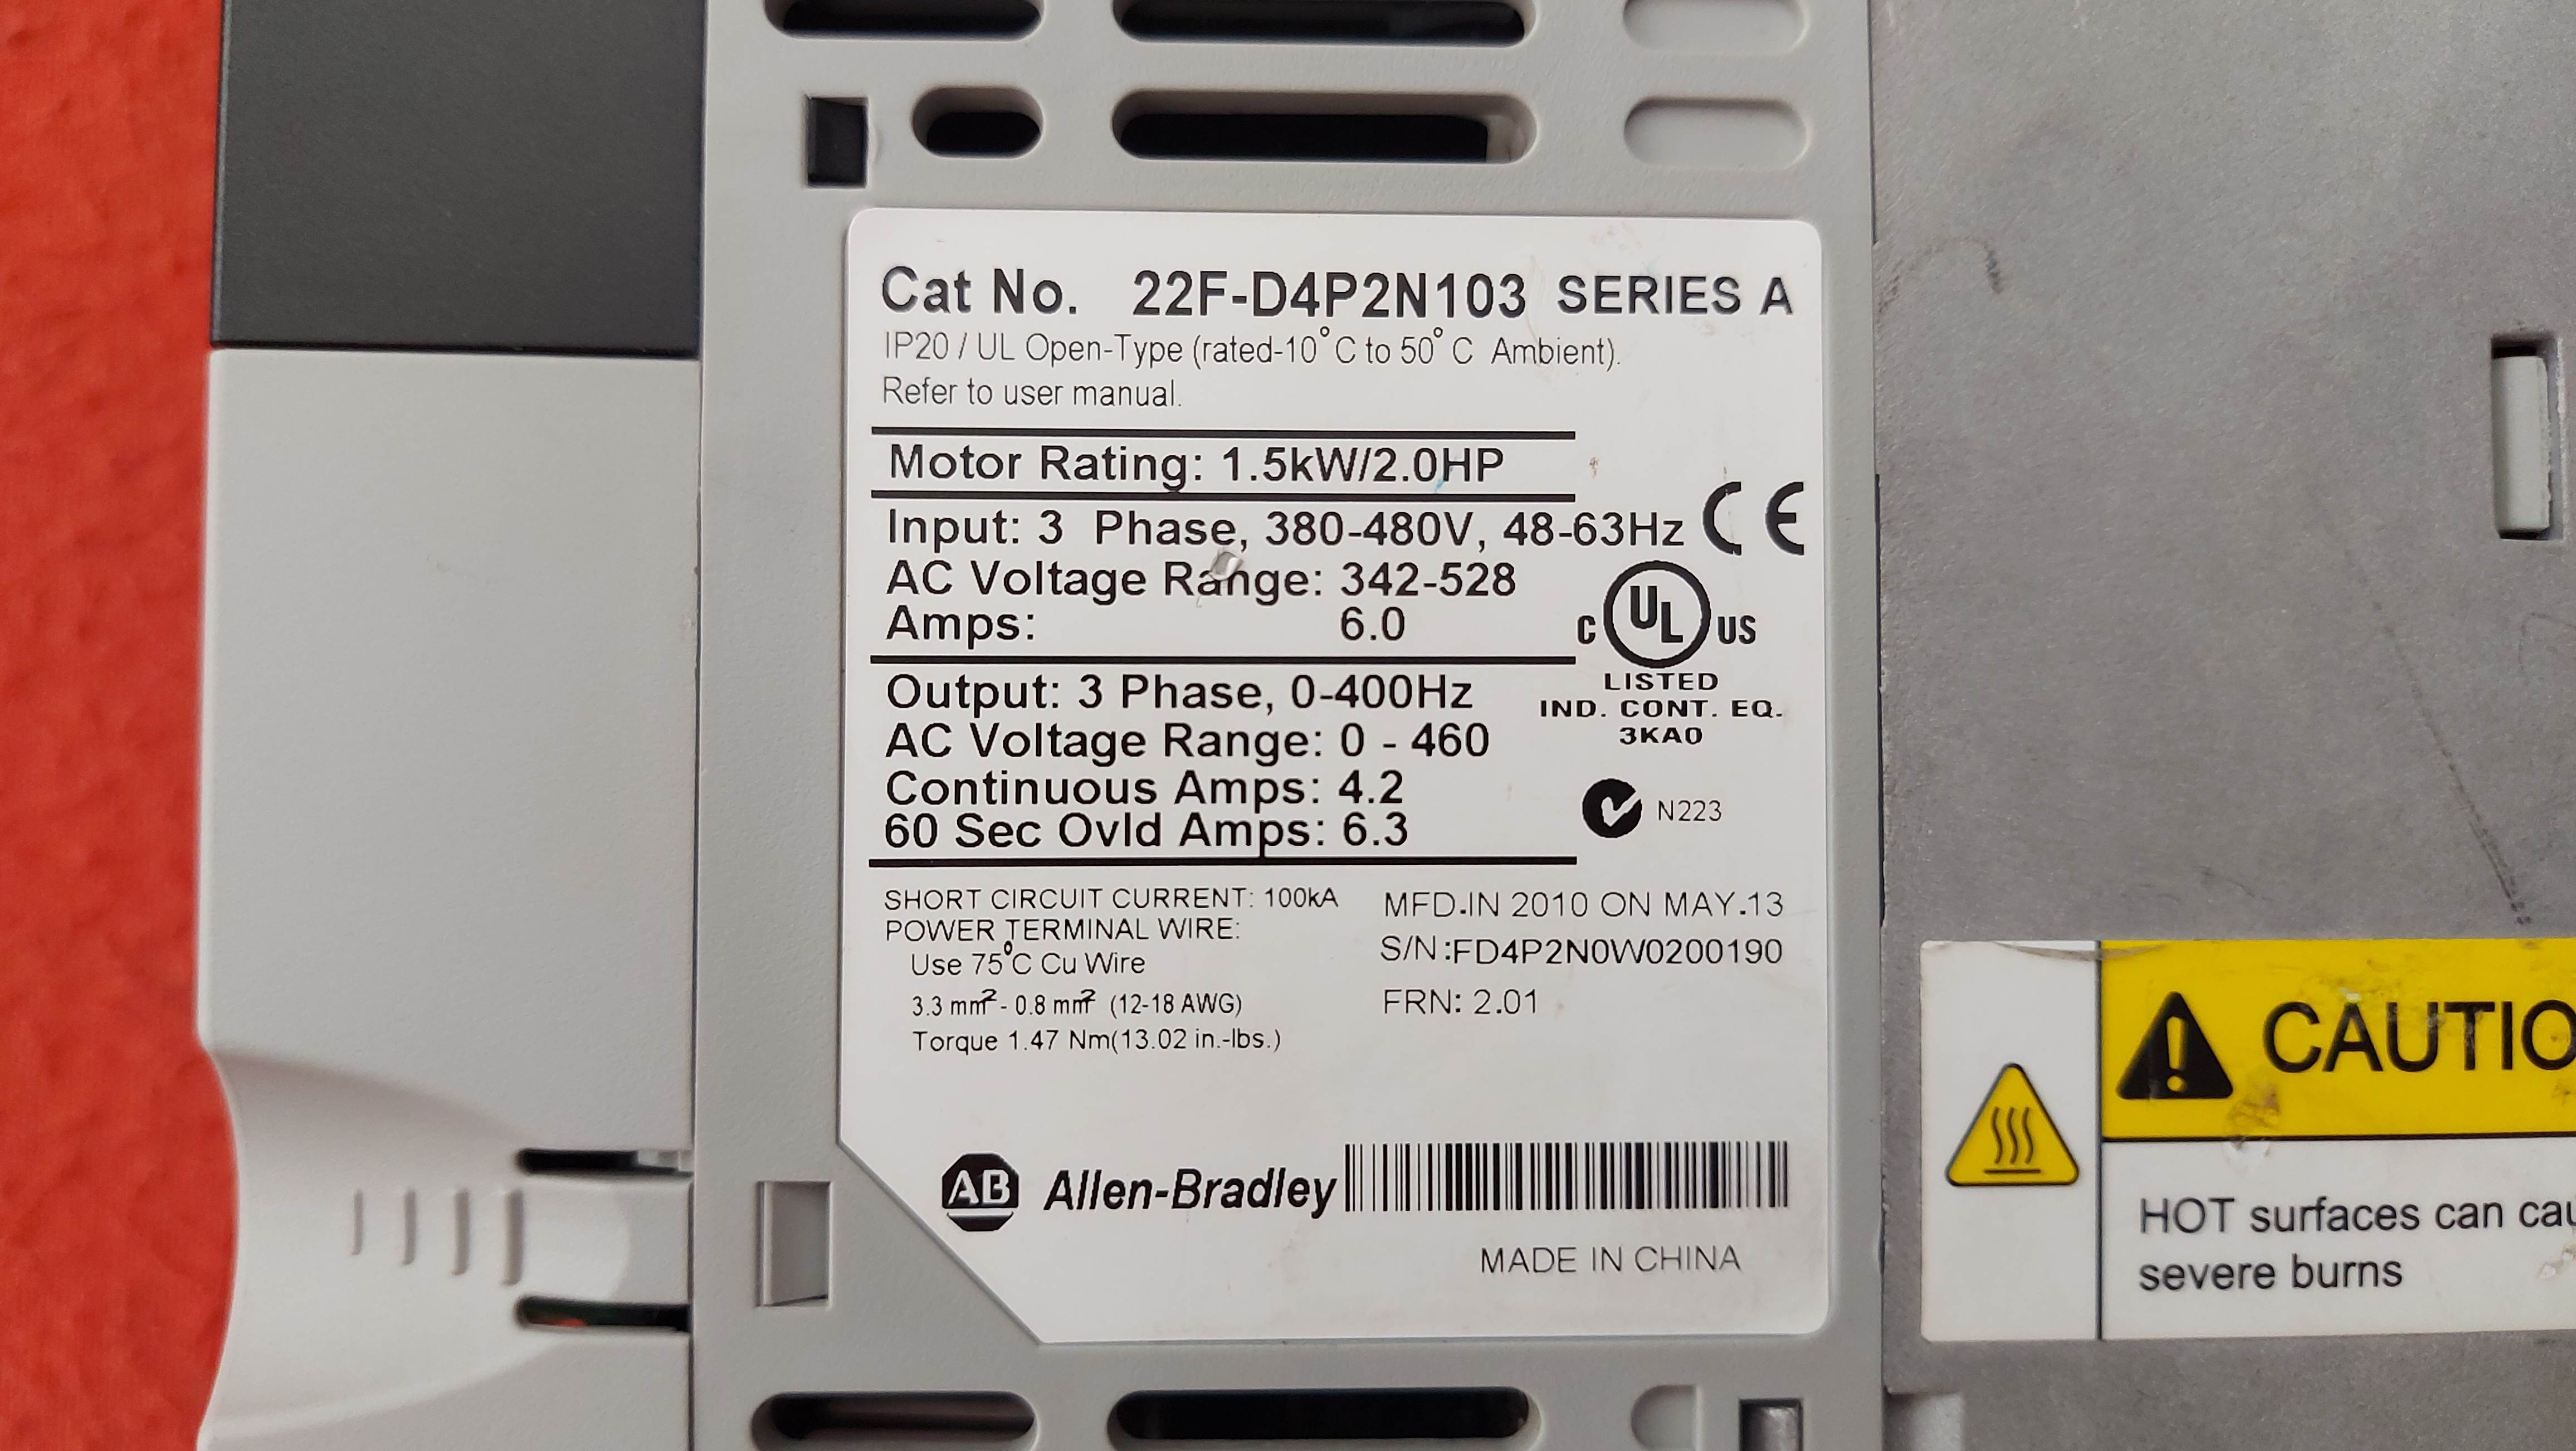 Cat No. 22F-D4P2N103 SERIES A
IP20 / UL Open-Type (rated-10°C to 50°C Ambient).
Refer to user manual.
Motor Rating: 1.5kW/2.0HP
Input: 3 Phase, 380-480V, 48-63Hz
CE
AC Voltage Range: 342-528
Amps: 6.0
C UL US
LISTED
IND. CONT. EQ.
3KA0
Output: 3 Phase, 0-400Hz
AC Voltage Range: 0 - 460
Continuous Amps: 4.2
60 Sec Ovld Amps: 6.3
N223
SHORT CIRCUIT CURRENT: 100kA
POWER TERMINAL WIRE:
Use 75°C Cu Wire
3.3 mm² - 0.8 mm² (12-18 AWG)
Torque 1.47 Nm(13.02 in.-lbs.)
MFD.IN 2010 ON MAY.13
S/N:FD4P2N0W0200190
FRN: 2.01
AB Allen-Bradley
MADE IN CHINA
CAUTIO
HOT surfaces can cau
severe burns